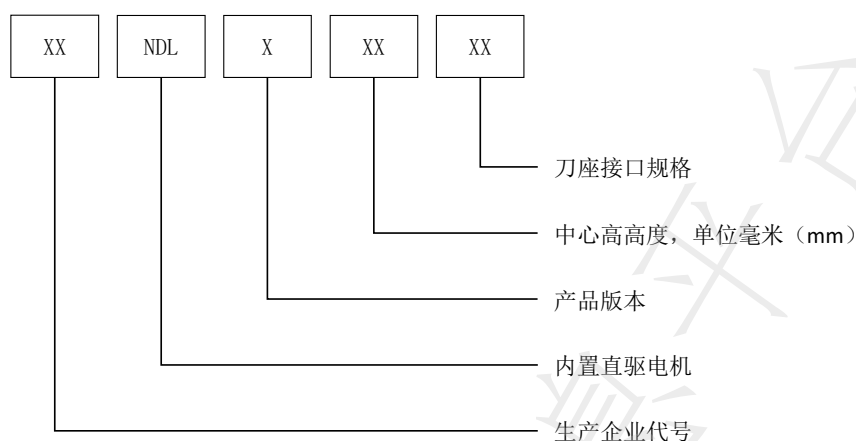 XX NDL X XX XX
刀座接口规格
中心高高度，单位毫米（mm）
产品版本
内置直驱电机
生产企业代号